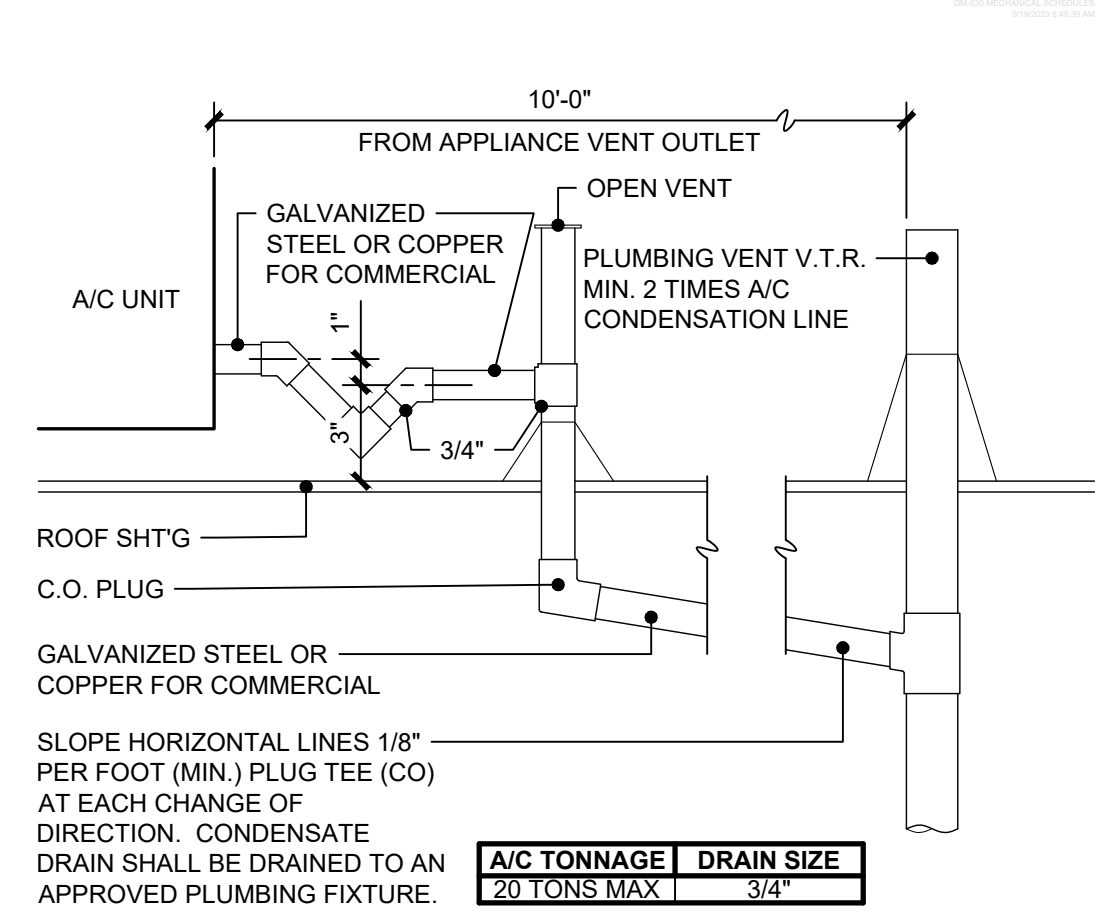 GM-030 MECHANICAL SCHEDULES
9/19/2023 8:49:39 AM
10'-0"
FROM APPLIANCE VENT OUTLET
OPEN VENT
GALVANIZED
STEEL OR COPPER
FOR COMMERCIAL
PLUMBING VENT V.T.R.
MIN. 2 TIMES A/C
CONDENSATION LINE
A/C UNIT
1"
3"
3/4"
ROOF SHT'G
C.O. PLUG
GALVANIZED STEEL OR
COPPER FOR COMMERCIAL
SLOPE HORIZONTAL LINES 1/8"
PER FOOT (MIN.) PLUG TEE (CO)
AT EACH CHANGE OF
DIRECTION. CONDENSATE
DRAIN SHALL BE DRAINED TO AN
APPROVED PLUMBING FIXTURE.
A/C TONNAGE DRAIN SIZE
20 TONS MAX 3/4"